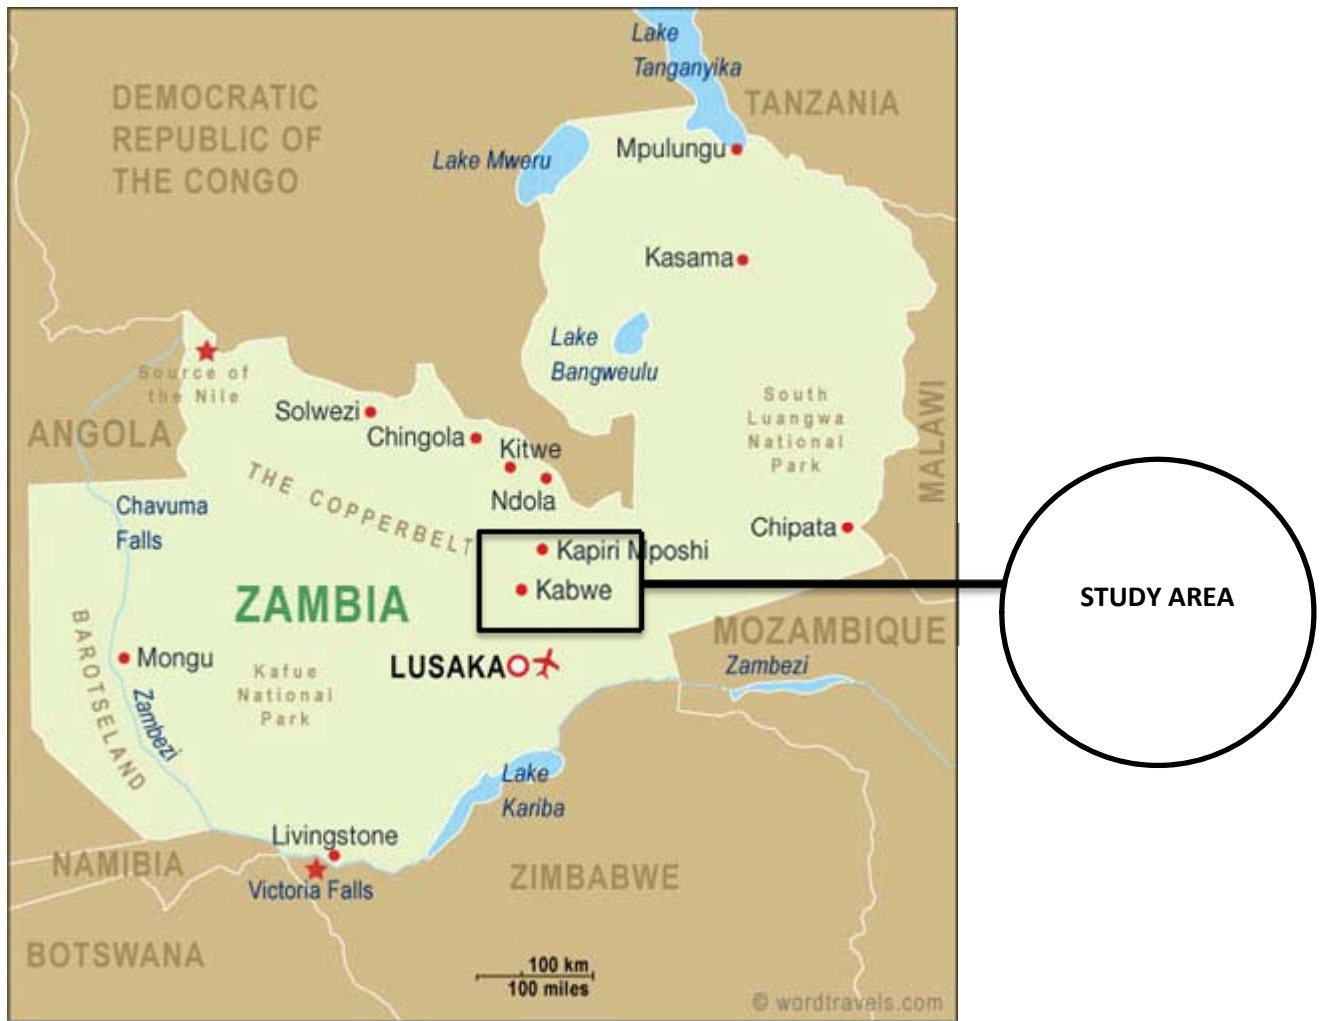 Lake
Tanganyika
TANZANIA
DEMOCRATIC
REPUBLIC OF
THE CONGO
Lake Mweru
Mpulungu
Kasama
Lake
Bangweulu
Source of
the Nile
ANGOLA
Solwezi
Chingola
Kitwe
Ndola
South
Luangwa
National
Park
MALAWI
THE COPPERBELT
Chavuma
Falls
Chipata
Kapiri Mposhi
Kabwe
STUDY AREA
ZAMBIA
BAROTSELAND
Mongu
Zambezi
Kafue
National
Park
LUSAKA
MOZAMBIQUE
Zambezi
Lake
Kariba
Livingstone
Victoria Falls
NAMIBIA
ZIMBABWE
BOTSWANA
100 km
100 miles
© wordtravels.com